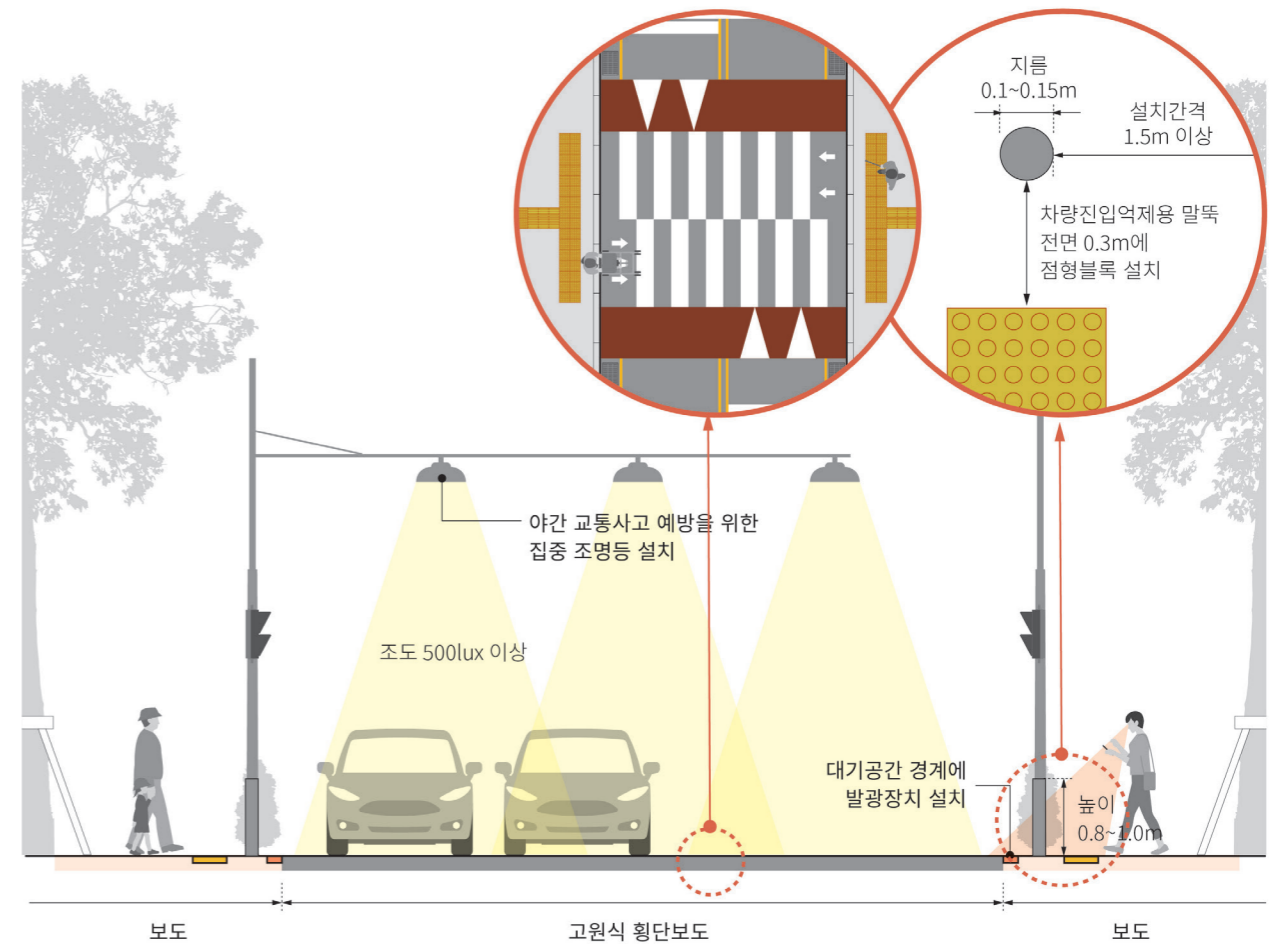 지름
0.1~0.15m
설치간격
1.5m 이상
차량진입억제용 말뚝
전면 0.3m에
점형블록 설치
야간 교통사고 예방을 위한
집중 조명등 설치
조도 500lux 이상
대기공간 경계에
발광장치 설치
높이
0.8~1.0m
보도
고원식 횡단보도
보도